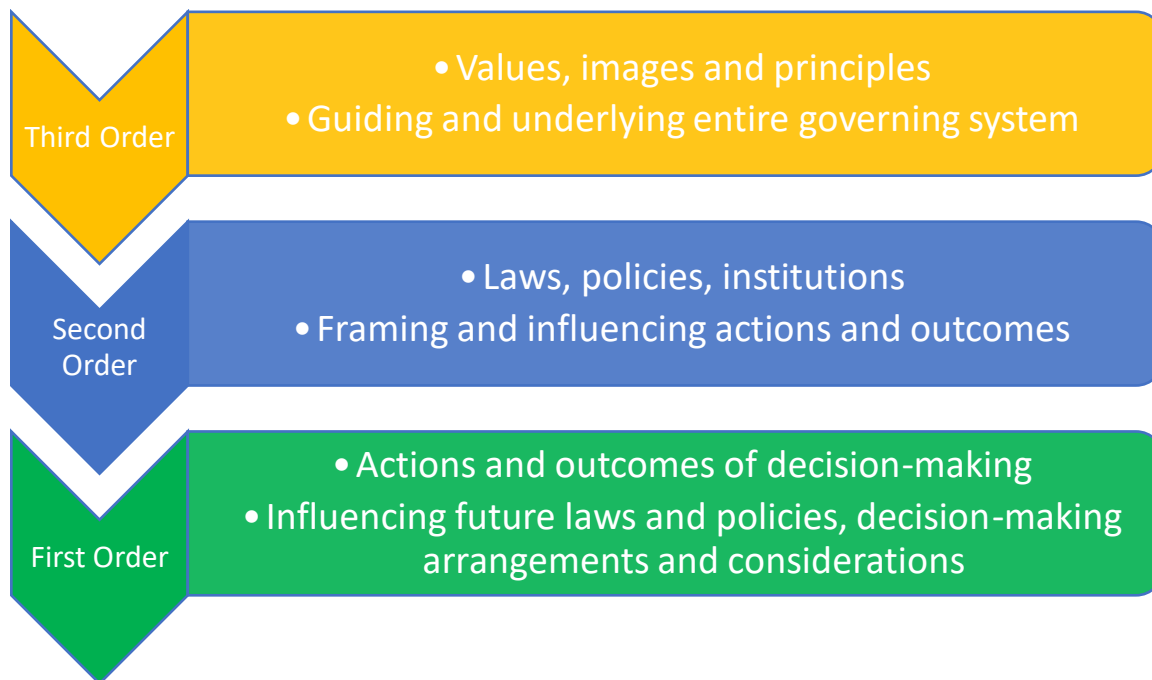 Third Order
• Values, images and principles
• Guiding and underlying entire governing system
Second
Order
• Laws, policies, institutions
• Framing and influencing actions and outcomes
First Order
• Actions and outcomes of decision-making
• Influencing future laws and policies, decision-making
arrangements and considerations